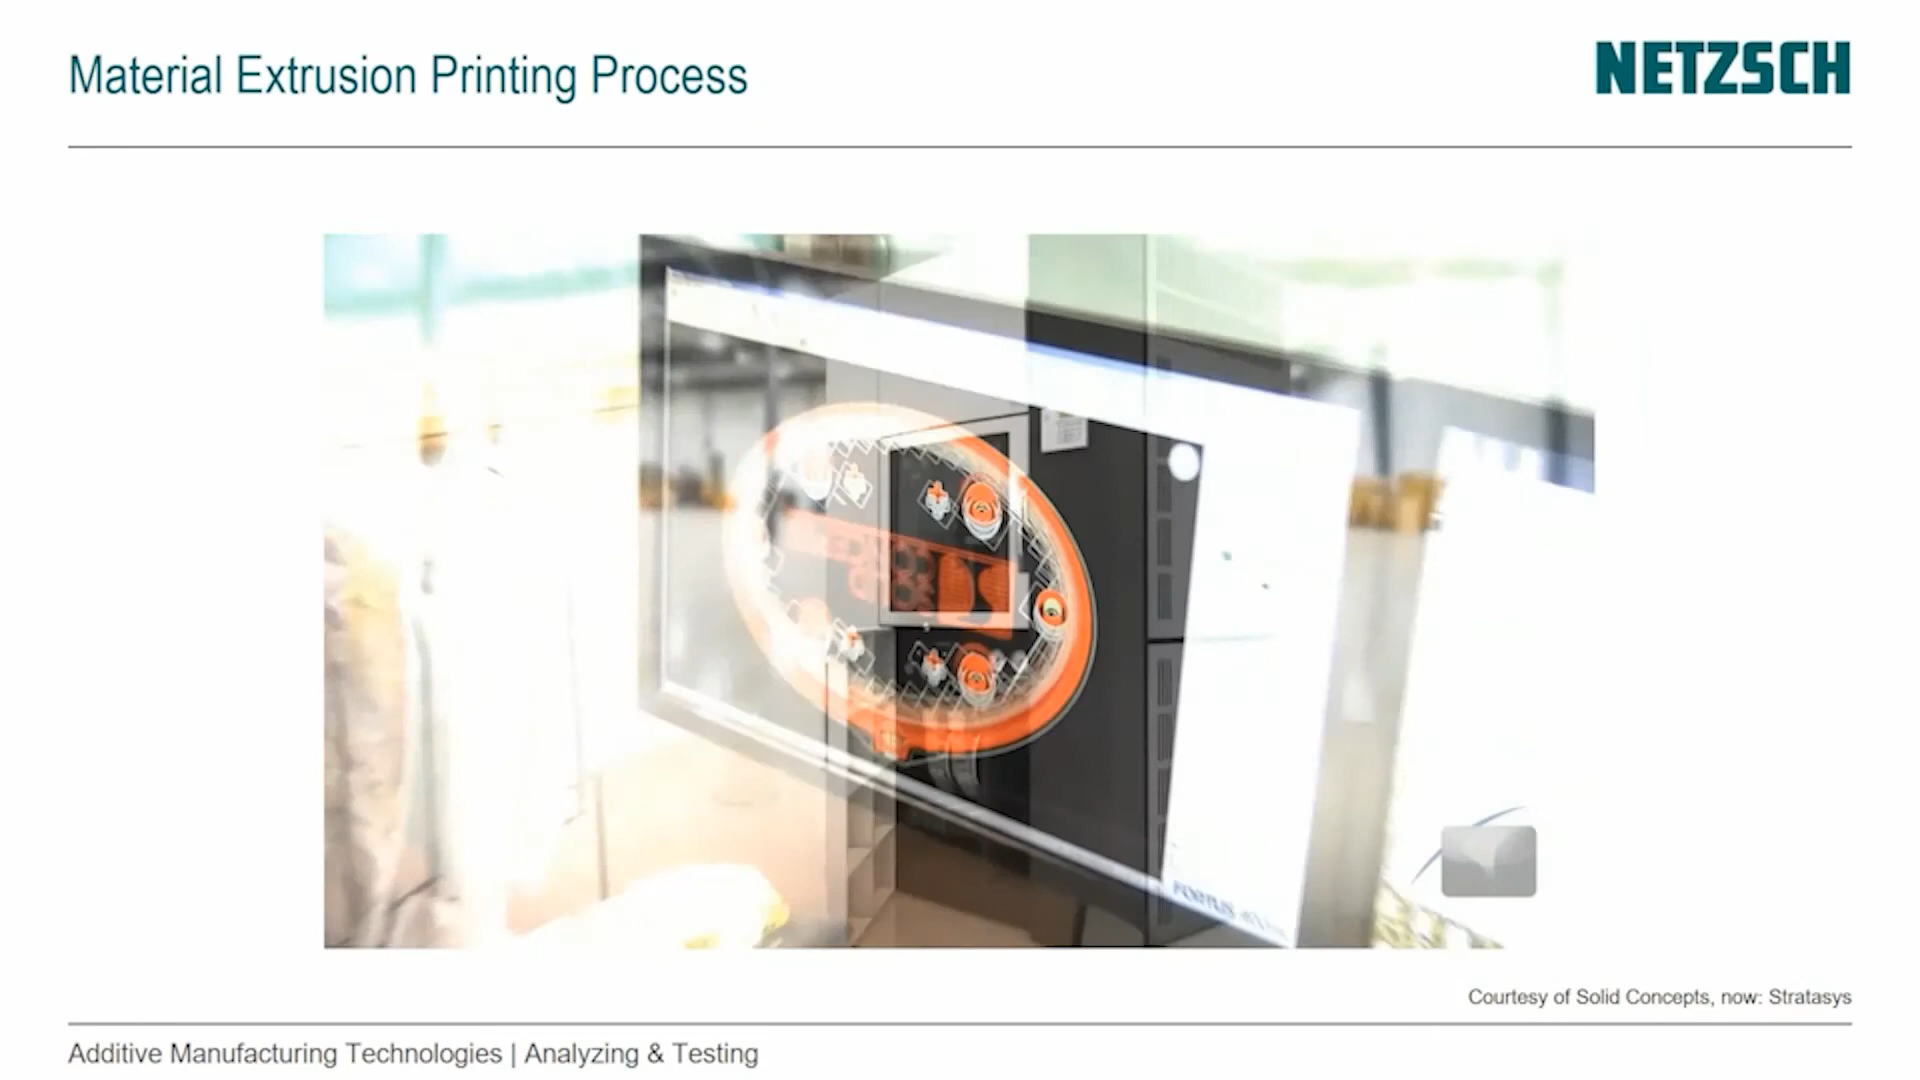 Material Extrusion Printing Process
NETZSCH
Courtesy of Solid Concepts, now: Stratasys
Additive Manufacturing Technologies | Analyzing & Testing